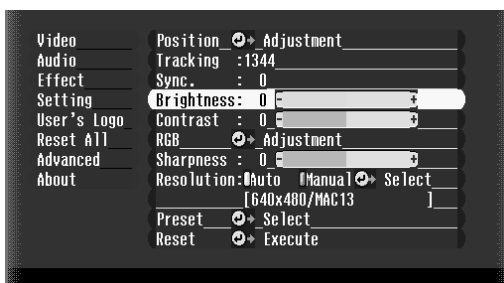 Video
Audio
Effect
Setting
User's Logo
Reset All
Advanced
About
Position Adjustment
Tracking :1344
Sync. : 0
Brightness: 0 - +
Contrast : 0 - +
RGB Adjustment
Sharpness : 0 - +
Resolution: Auto Manual Select
[640x480/MAC13 ]
Preset Select
Reset Execute